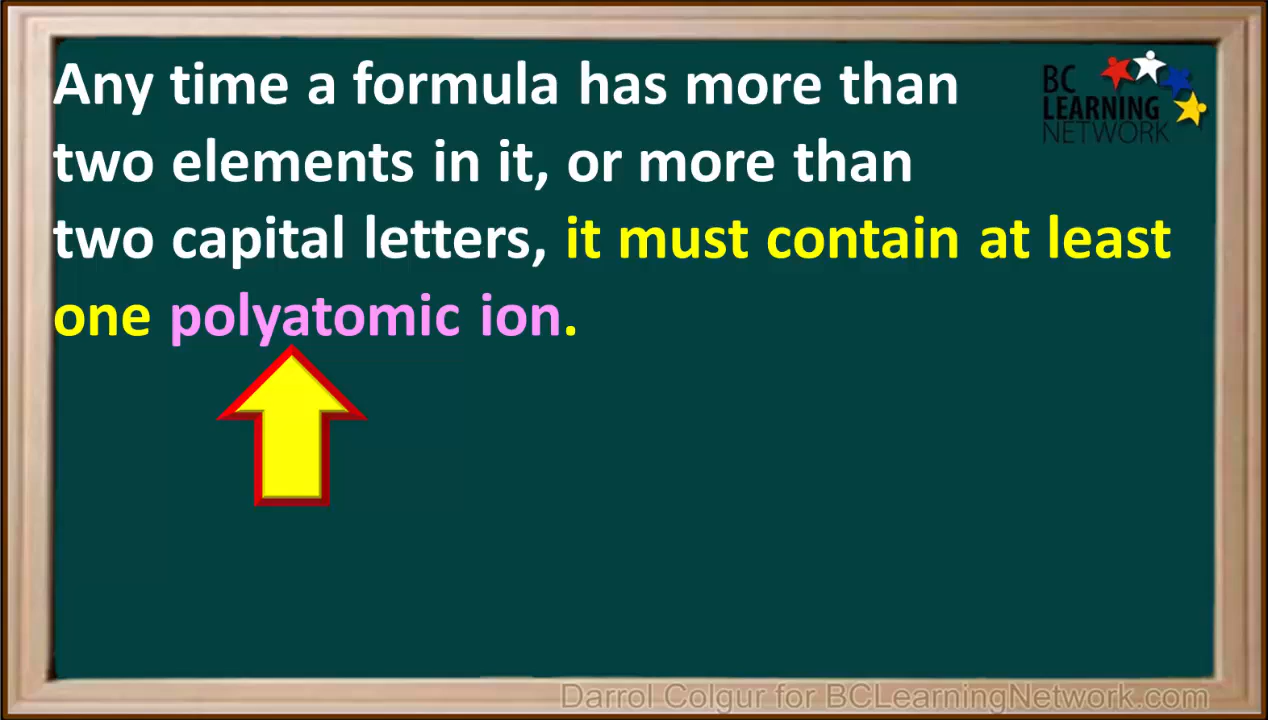 Any time a formula has more than
two elements in it, or more than
two capital letters, it must contain at least
one polyatomic ion.
BC
LEARNING
NETWORK
Darrol Colgur for BCLearningNetwork.com